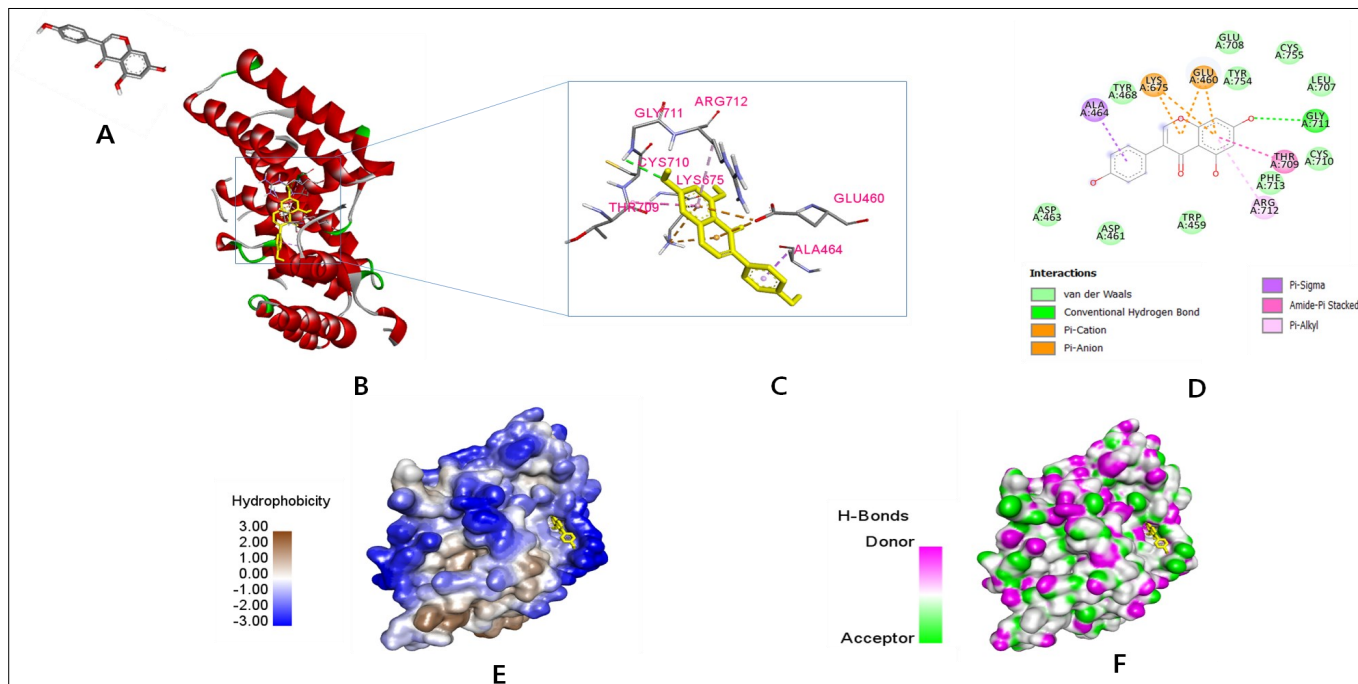 A
B
GLY711
ARG712
CYS710
LYS675
THR709
GLU460
ALA464
C
GLU
A:708
CYS
A:755
TYR
A:468
LYS
A:675
GLU
A:460
TYR
A:754
LEU
A:707
ALA
A:464
GLY
A:711
THR
A:709
CYS
A:710
PHE
A:713
ARG
A:712
ASP
A:463
ASP
A:461
TRP
A:459
Interactions
van der Waals
Conventional Hydrogen Bond
Pi-Cation
Pi-Anion
Pi-Sigma
Amide-Pi Stacked
Pi-Alkyl
D
Hydrophobicity
3.00
2.00
1.00
0.00
-1.00
-2.00
-3.00
E
H-Bonds
Donor
Acceptor
F